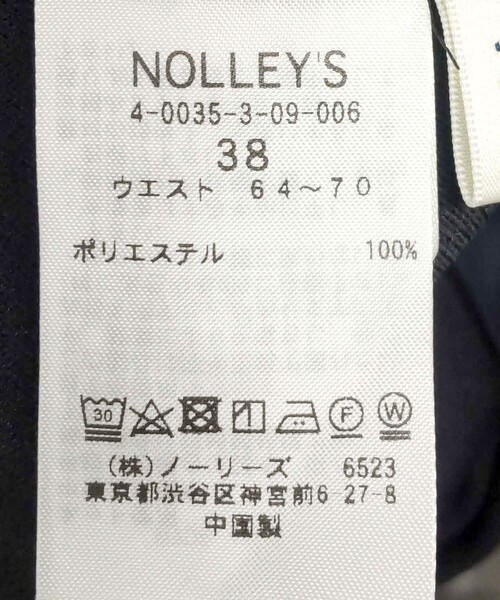 NOLLEY'S
4-0035-3-09-006
38
ウエスト 64〜70
ポリエステル 100%
30 F W
(株)ノーリーズ 6523
東京都渋谷区神宮前6 27-8
中国製